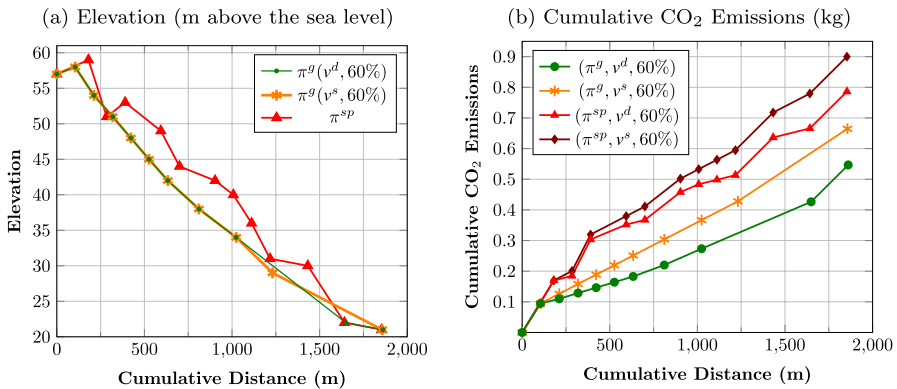 (a) Elevation (m above the sea level)
60
55
50
45
40
35
30
25
20
0
500
1,000
1,500
2,000
Elevation
Cumulative Distance (m)
π^g(ν^d, 60%)
π^g(ν^s, 60%)
π^sp
(b) Cumulative CO₂ Emissions (kg)
0.9
0.8
0.7
0.6
0.5
0.4
0.3
0.2
0.1
0
500
1,000
1,500
2,000
Cumulative CO₂ Emissions
Cumulative Distance (m)
(π^g, ν^d, 60%)
(π^g, ν^s, 60%)
(π^sp, ν^d, 60%)
(π^sp, ν^s, 60%)